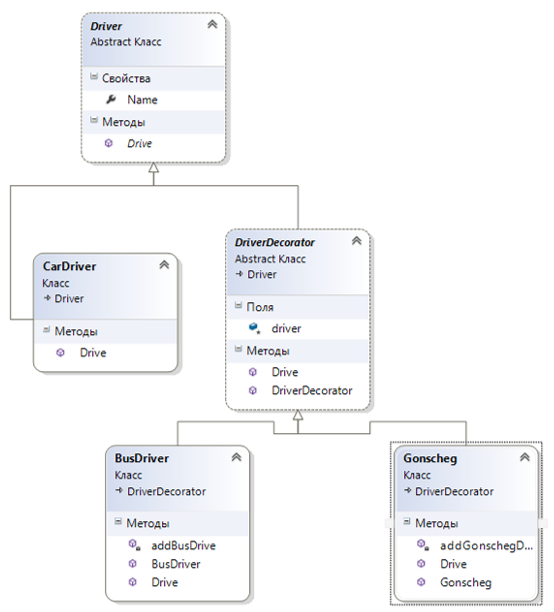 Driver
Abstract Класс
Свойства
Name
Методы
Drive
CarDriver
Класс
Driver
Методы
Drive
DriverDecorator
Abstract Класс
Driver
Поля
driver
Методы
Drive
DriverDecorator
BusDriver
Класс
DriverDecorator
Методы
addBusDrive
BusDriver
Drive
Gonscheg
Класс
DriverDecorator
Методы
addGonschegD...
Drive
Gonscheg